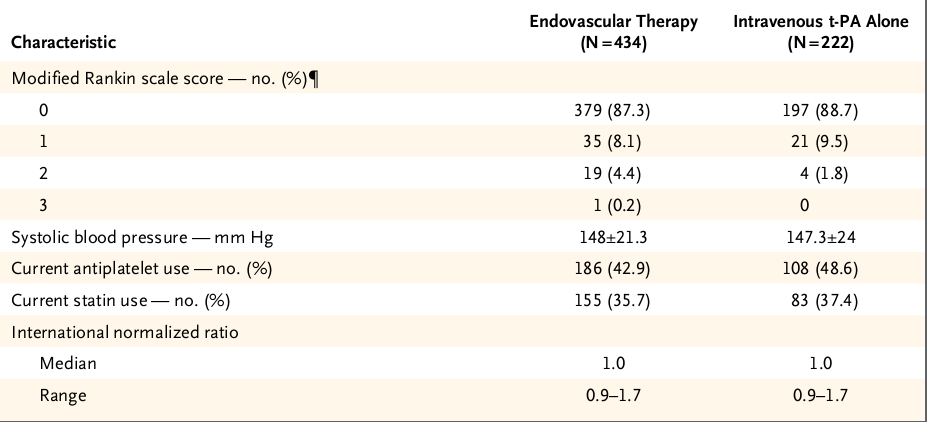 Characteristic Endovascular Therapy (N=434) Intravenous t-PA Alone (N=222)
Modified Rankin scale score — no. (%)¶
0 379 (87.3) 197 (88.7)
1 35 (8.1) 21 (9.5)
2 19 (4.4) 4 (1.8)
3 1 (0.2) 0
Systolic blood pressure — mm Hg 148±21.3 147.3±24
Current antiplatelet use — no. (%) 186 (42.9) 108 (48.6)
Current statin use — no. (%) 155 (35.7) 83 (37.4)
International normalized ratio
Median 1.0 1.0
Range 0.9–1.7 0.9–1.7